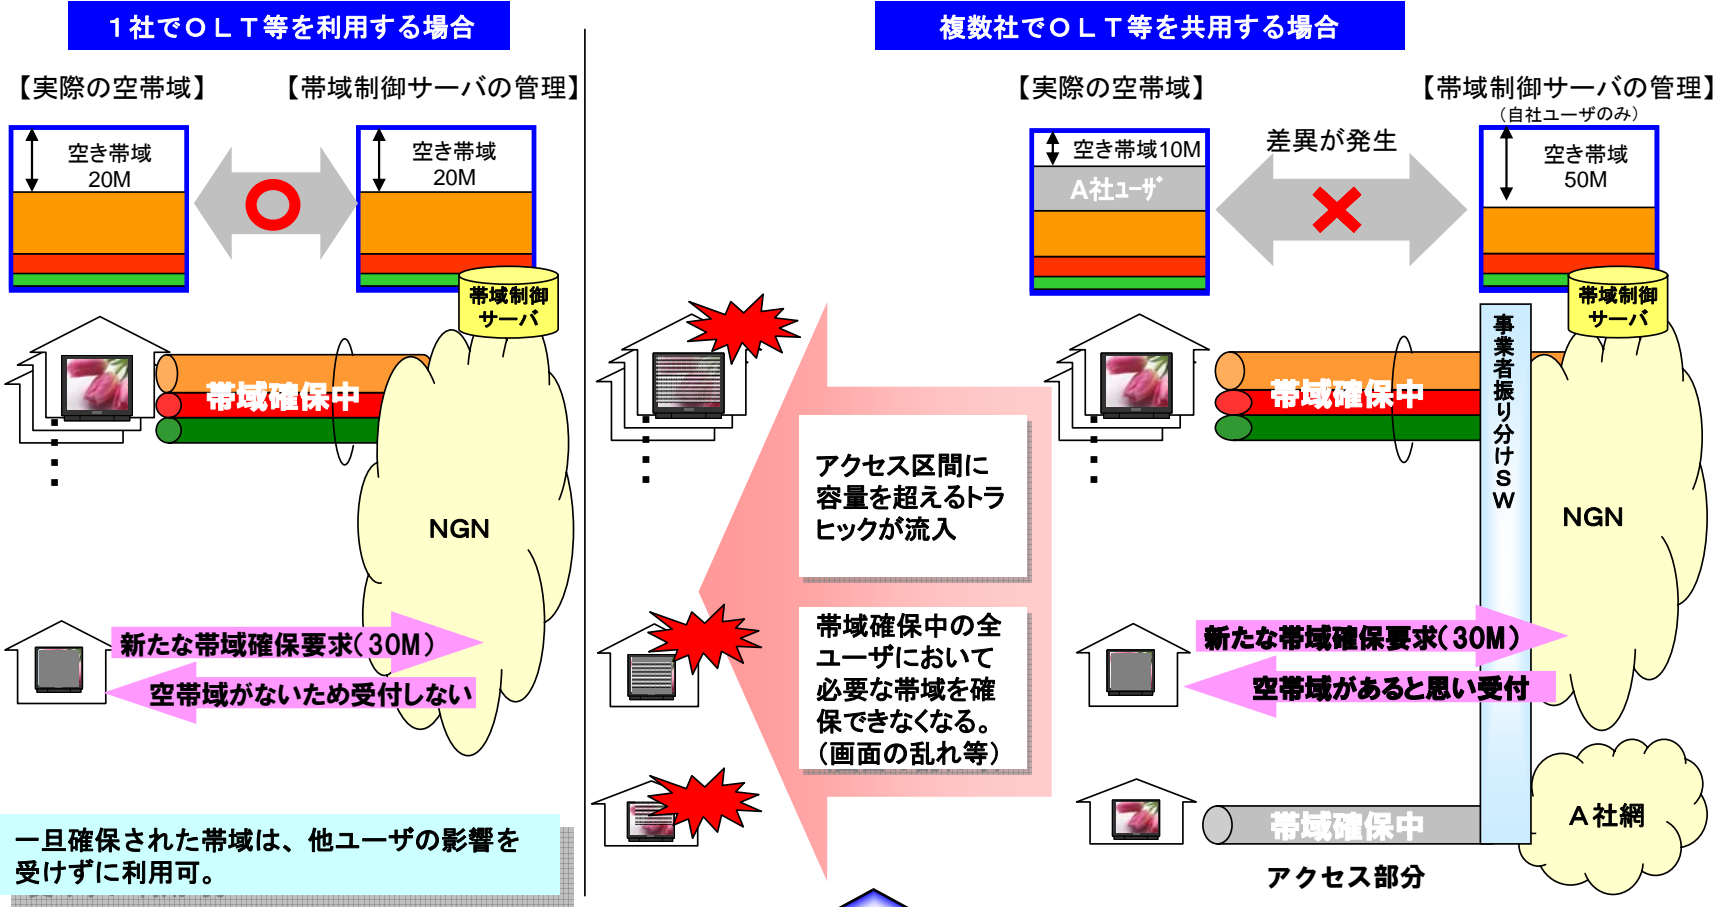 １社でＯＬＴ等を利用する場合
【実際の空帯域】
【帯域制御サーバの管理】
空き帯域
20M
空き帯域
20M
帯域制御
サーバ
帯域確保中
NGN
新たな帯域確保要求（３０Ｍ）
空帯域がないため受付しない
一旦確保された帯域は、他ユーザの影響を
受けずに利用可。
複数社でＯＬＴ等を共用する場合
【実際の空帯域】
【帯域制御サーバの管理】
（自社ユーザのみ）
空き帯域10M
A社ﾕｰｻﾞ
差異が発生
空き帯域
50M
帯域制御
サーバ
事業者振り分けＳＷ
帯域確保中
NGN
アクセス区間に
容量を超えるトラ
ヒックが流入
帯域確保中の全
ユーザにおいて
必要な帯域を確
保できなくなる。
（画面の乱れ等）
新たな帯域確保要求（３０Ｍ）
空帯域があると思い受付
帯域確保中
Ａ社網
アクセス部分